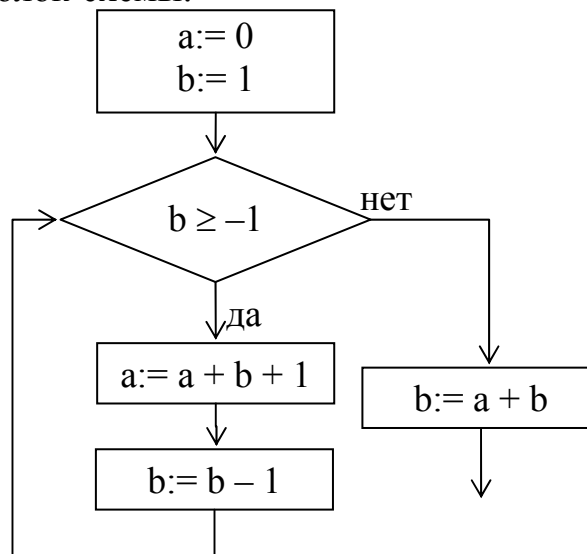 a:= 0
b:= 1
b ≥ –1
нет
да
a:= a + b + 1
b:= a + b
b:= b – 1